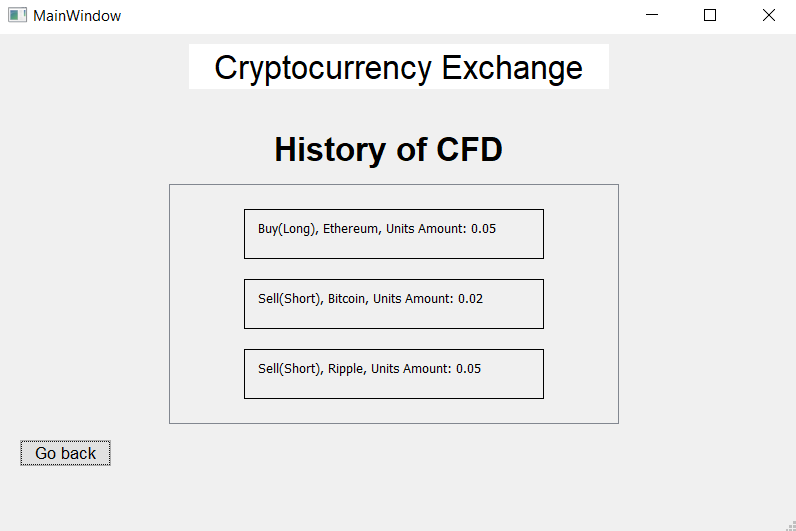 MainWindow
Cryptocurrency Exchange
History of CFD
Buy(Long), Ethereum, Units Amount: 0.05
Sell(Short), Bitcoin, Units Amount: 0.02
Sell(Short), Ripple, Units Amount: 0.05
Go back